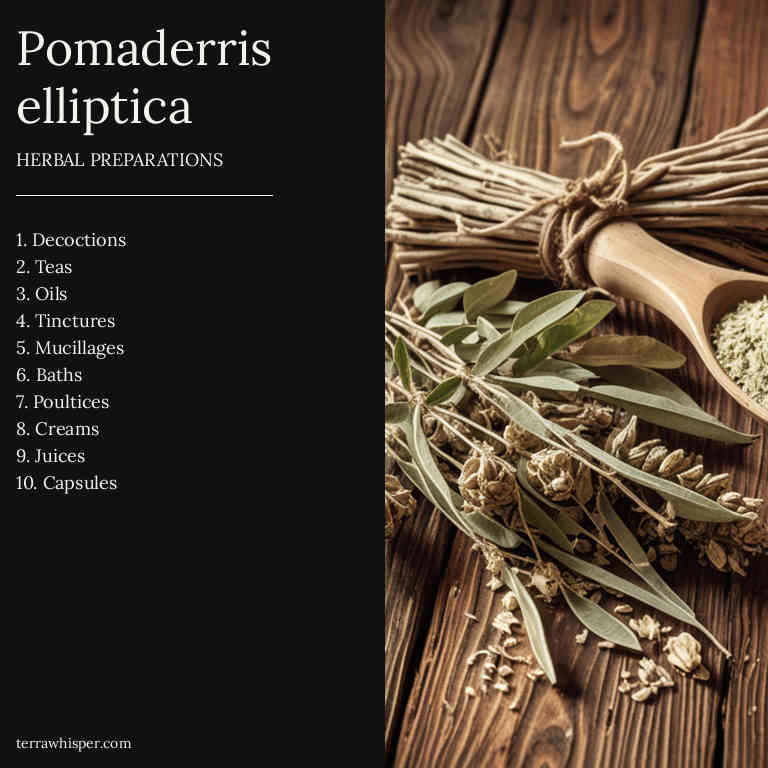 Pomaderris
elliptica
HERBAL PREPARATIONS
1. Decoctions
2. Teas
3. Oils
4. Tinctures
5. Mucillages
6. Baths
7. Poultices
8. Creams
9. Juices
10. Capsules
terrawhisper.com